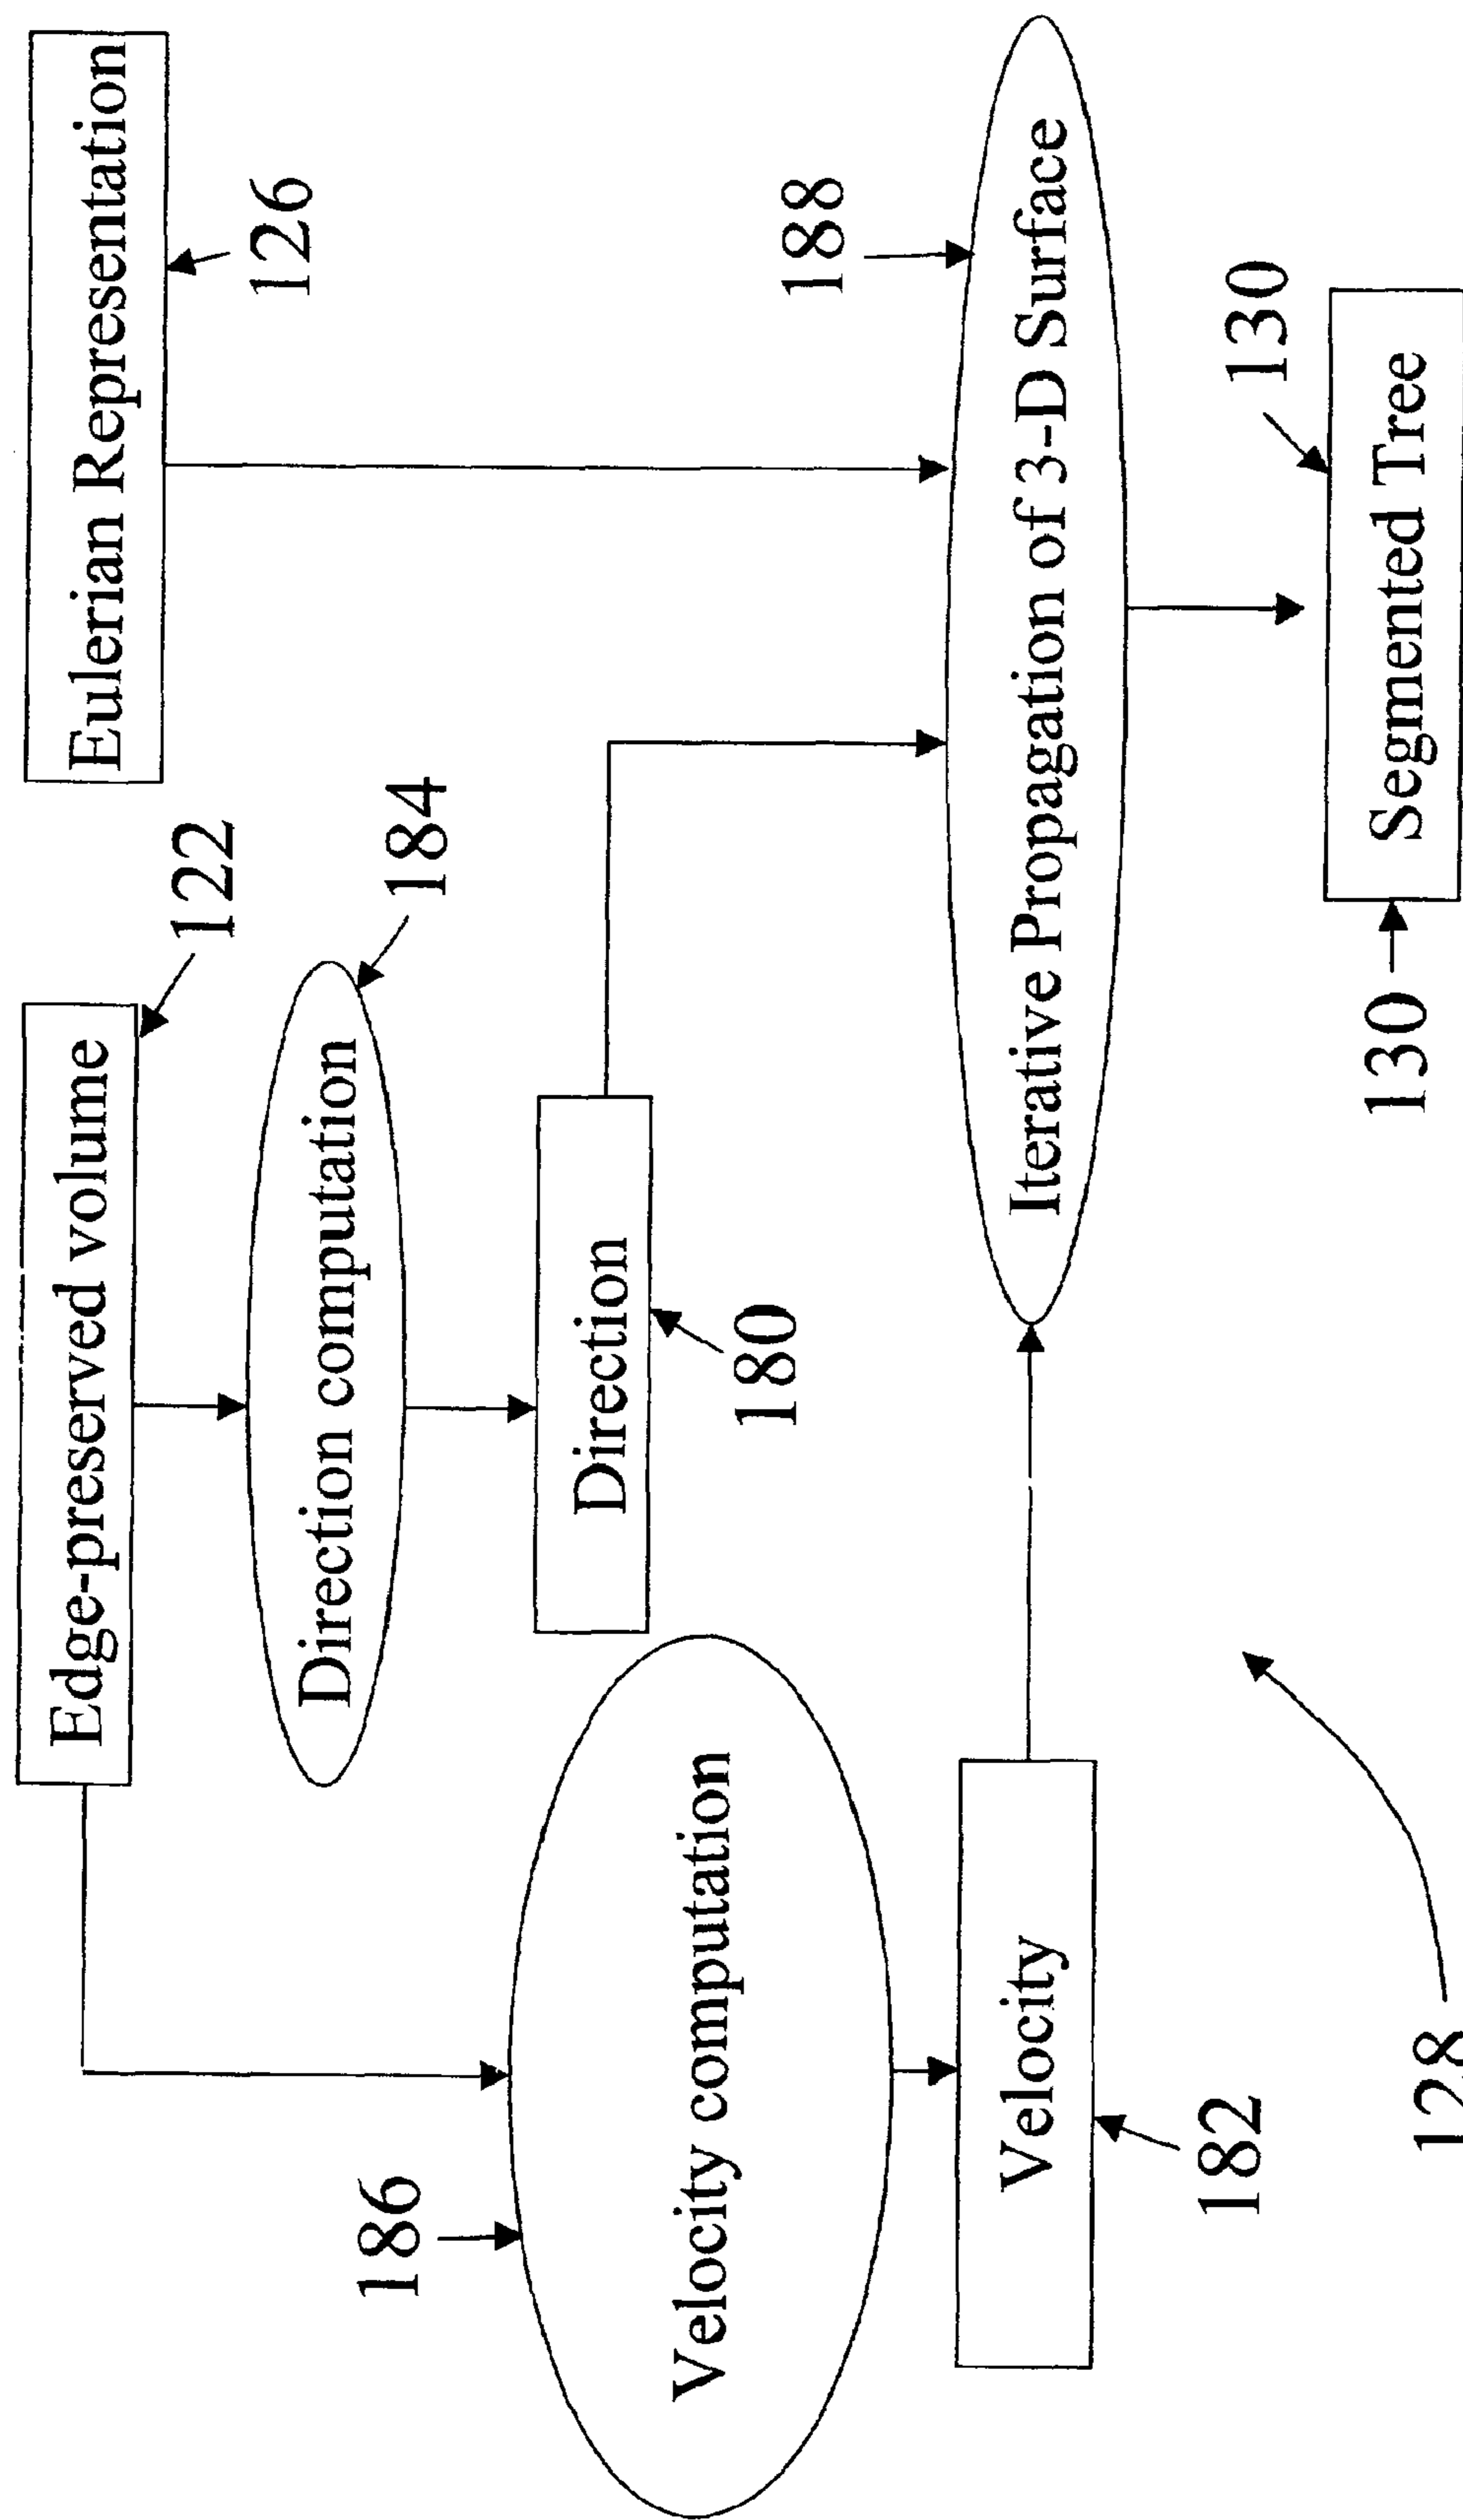 Edge-preserved volume
122
Eulerian Representation
126
Direction computation
184
186
Velocity computation
Direction
180
188
Velocity
182
Iterative Propagation of 3-D Surface
130
130
Segmented Tree
128